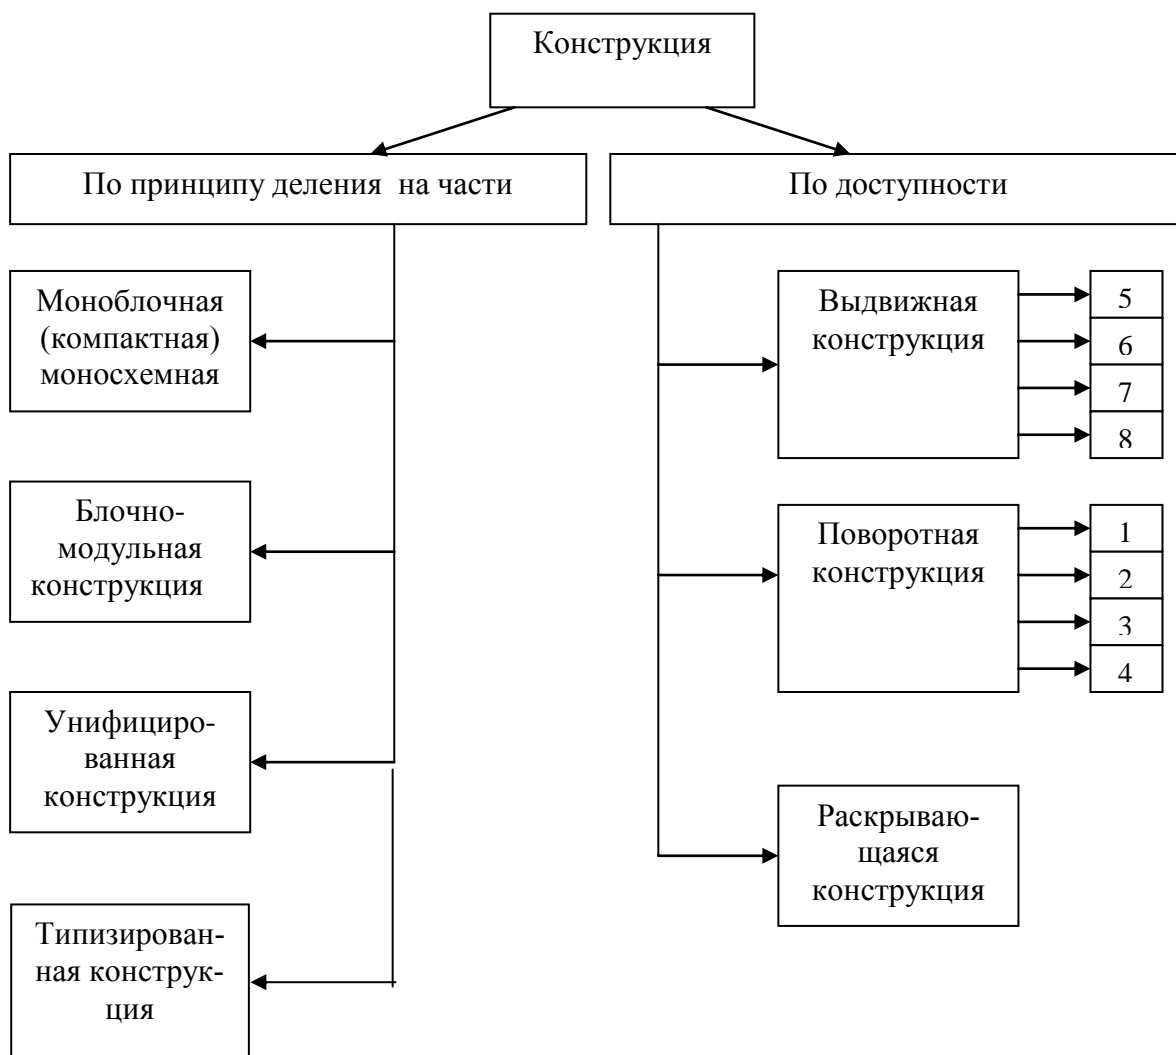 Конструкция
По принципу деления на части
По доступности
Моноблочная
(компактная)
моносхемная
Блочно-
модульная
конструкция
Унифициро-
ванная
конструкция
Типизирован-
ная конструк-
ция
Выдвижная
конструкция
5
6
7
8
Поворотная
конструкция
1
2
3
4
Раскрываю-
щаяся
конструкция